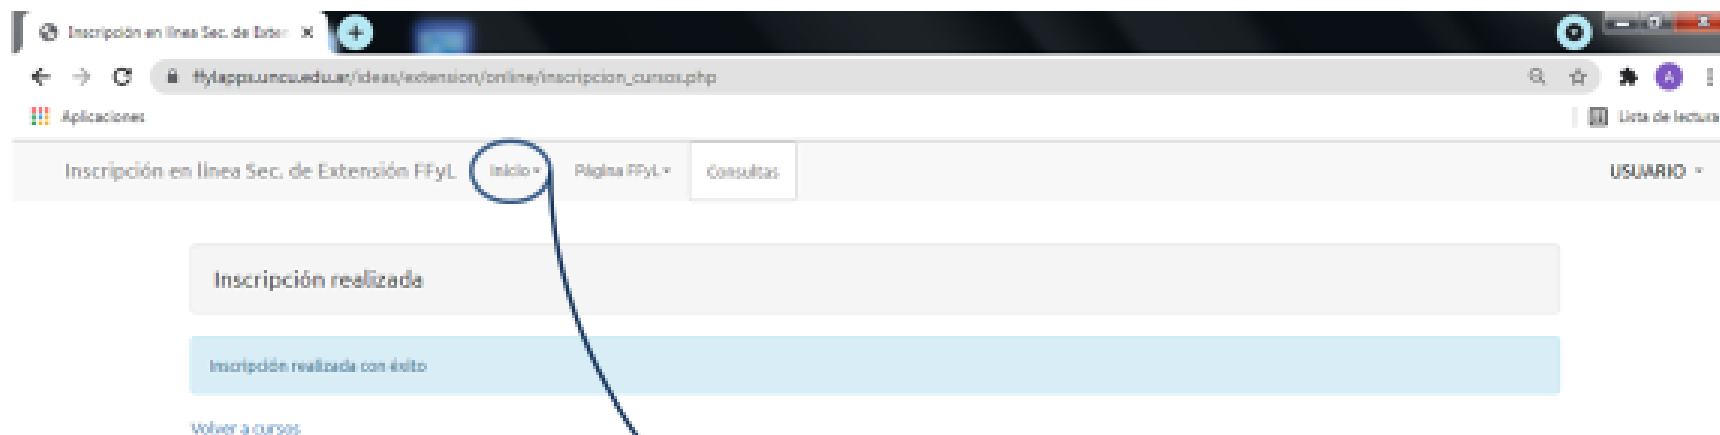 Inscripción en línea Sec. de Exten
ffylapps.uncu.edu.ar/ideas/extension/online/inscripcion_cursos.php
A
Aplicaciones
Lista de lectura
Inscripción en línea Sec. de Extensión FFyL Inicio Página FFyL Consultas USUARIO
Inscripción realizada
Inscripción realizada con éxito
Volver a cursos